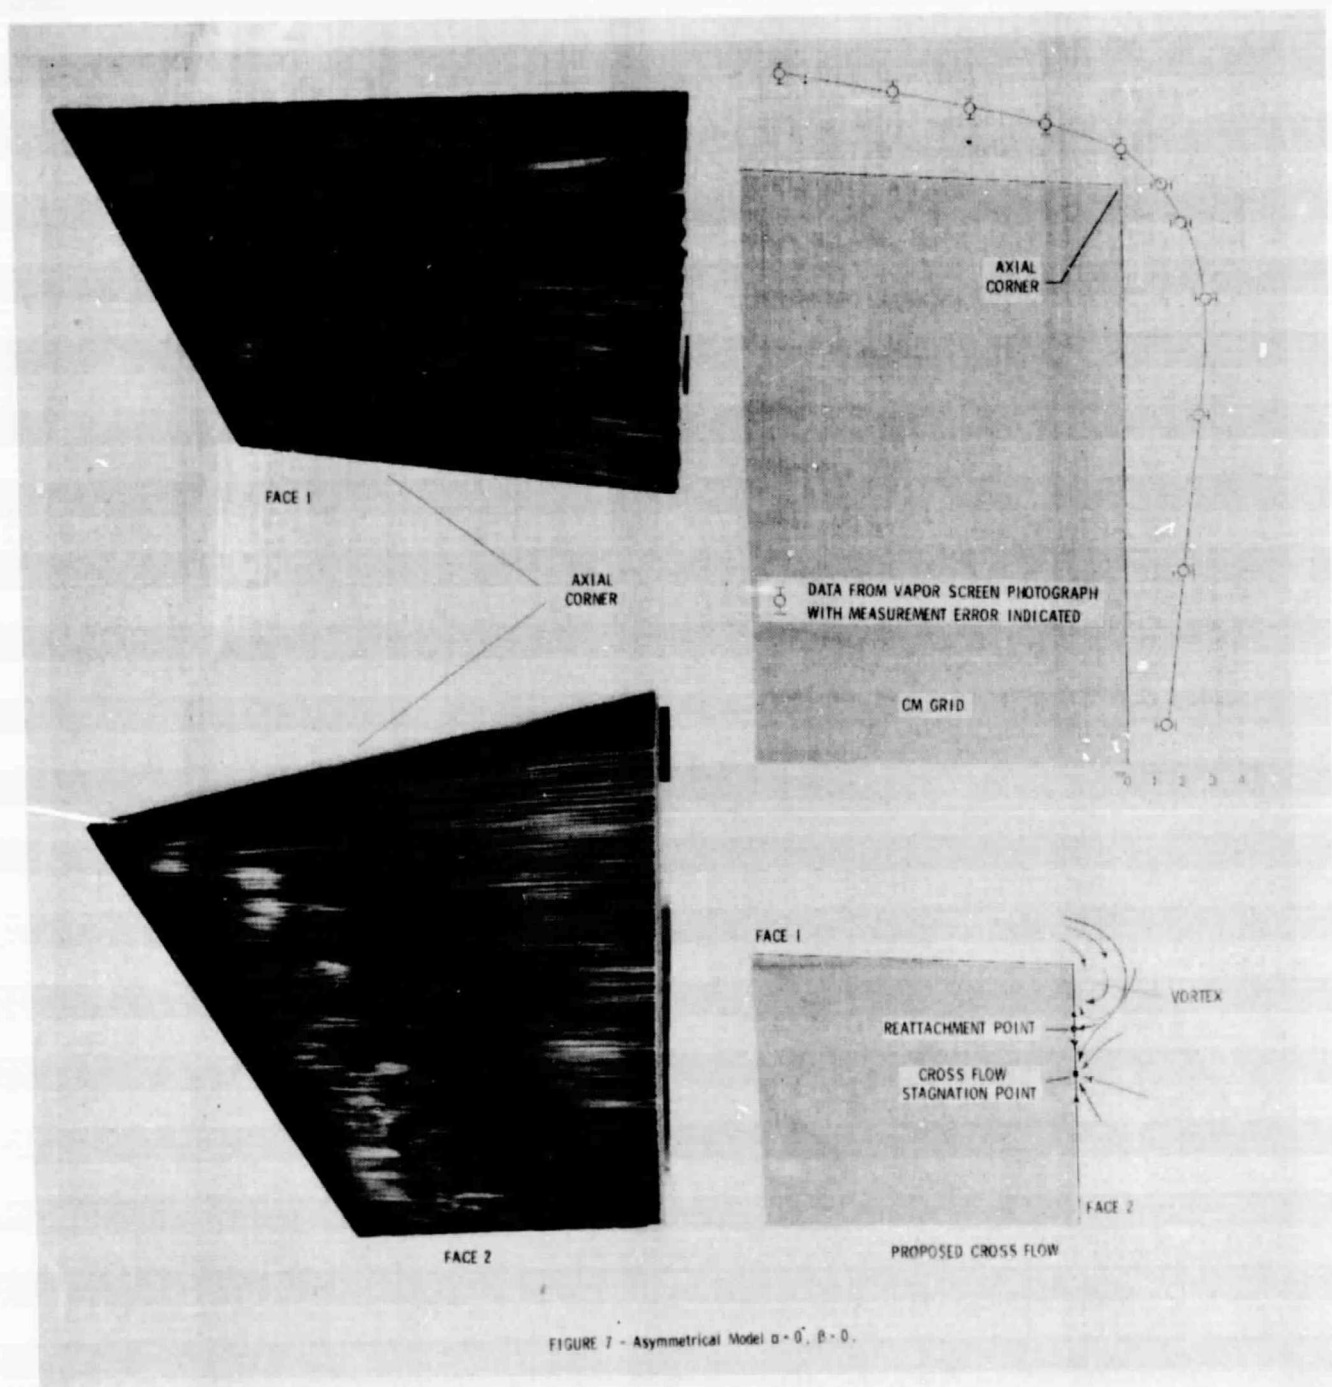 AXIAL
CORNER
FACE 1
AXIAL
CORNER
DATA FROM VAPOR SCREEN PHOTOGRAPH
WITH MEASUREMENT ERROR INDICATED
CM GRID
0 1 2 3 4
FACE 1
VORTEX
REATTACHMENT POINT
CROSS FLOW
STAGNATION POINT
FACE 2
FACE 2
PROPOSED CROSS FLOW
FIGURE 7 - Asymmetrical Model α = 0°, β = 0.